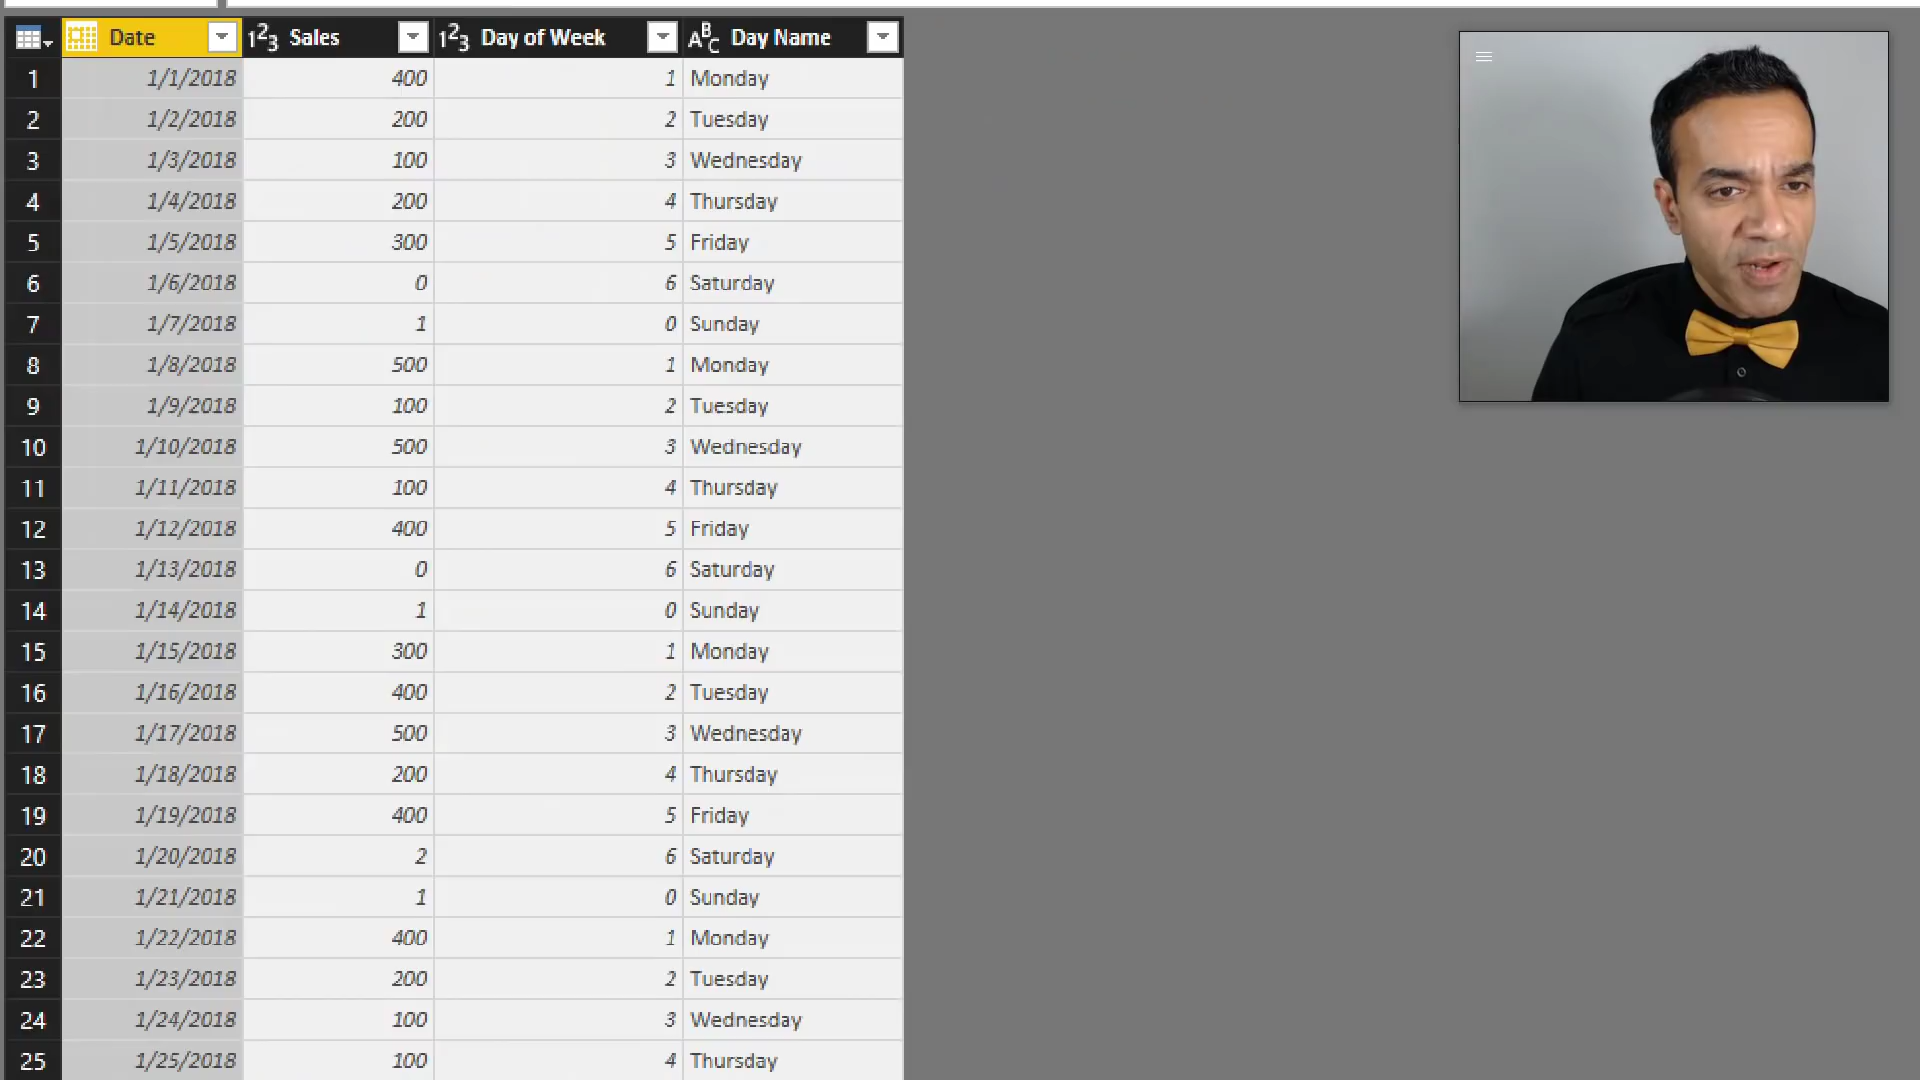 Date 123 Sales 123 Day of Week ABC Day Name
1 1/1/2018 400 1 Monday
2 1/2/2018 200 2 Tuesday
3 1/3/2018 100 3 Wednesday
4 1/4/2018 200 4 Thursday
5 1/5/2018 300 5 Friday
6 1/6/2018 0 6 Saturday
7 1/7/2018 1 0 Sunday
8 1/8/2018 500 1 Monday
9 1/9/2018 100 2 Tuesday
10 1/10/2018 500 3 Wednesday
11 1/11/2018 100 4 Thursday
12 1/12/2018 400 5 Friday
13 1/13/2018 0 6 Saturday
14 1/14/2018 1 0 Sunday
15 1/15/2018 300 1 Monday
16 1/16/2018 400 2 Tuesday
17 1/17/2018 500 3 Wednesday
18 1/18/2018 200 4 Thursday
19 1/19/2018 400 5 Friday
20 1/20/2018 2 6 Saturday
21 1/21/2018 1 0 Sunday
22 1/22/2018 400 1 Monday
23 1/23/2018 200 2 Tuesday
24 1/24/2018 100 3 Wednesday
25 1/25/2018 100 4 Thursday